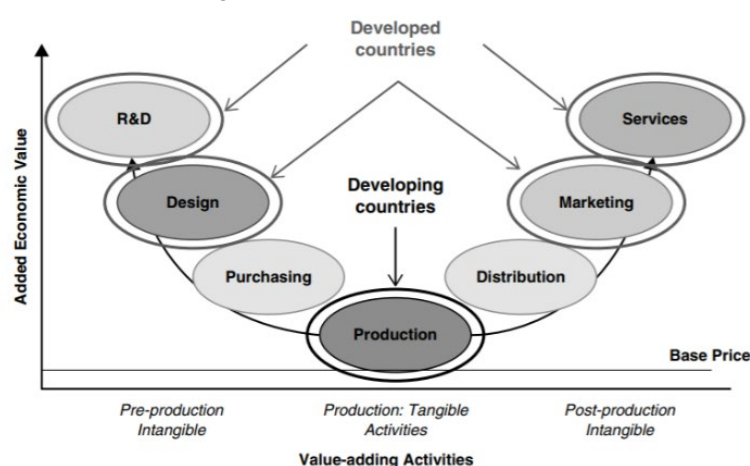 Developed
countries
R&D
Services
Design
Developing
countries
Marketing
Purchasing
Distribution
Production
Base Price
Added Economic Value
Pre-production
Intangible
Production: Tangible
Activities
Post-production
Intangible
Value-adding Activities